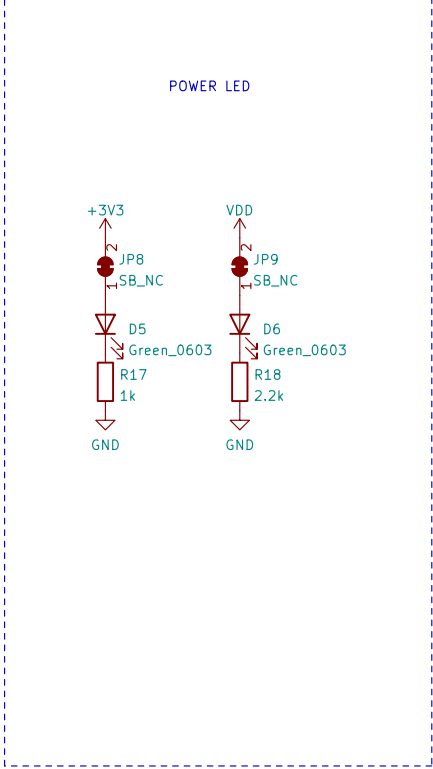 POWER LED
+3V3
2
JP8
SB_NC
1
D5
Green_0603
R17
1k
GND
VDD
2
JP9
SB_NC
1
D6
Green_0603
R18
2.2k
GND